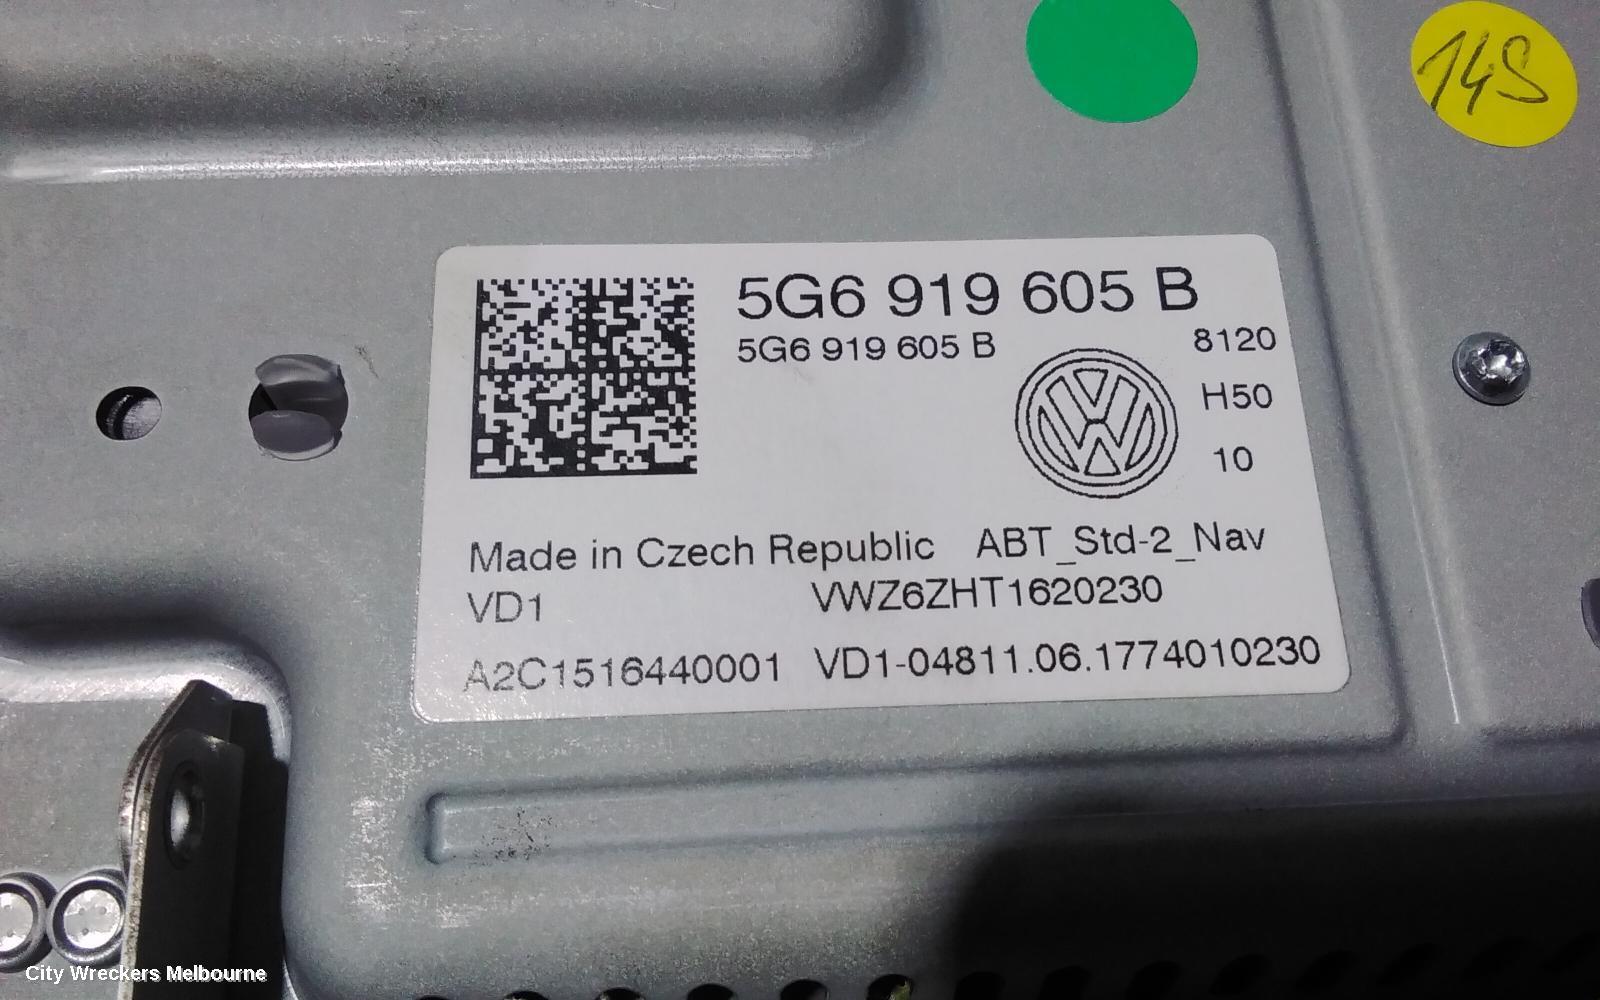 14S
5G6 919 605 B
5G6 919 605 B
8120
H50
10
Made in Czech Republic ABT_Std-2_Nav
VD1 VWZ6ZHT1620230
A2C1516440001 VD1-04811.06.1774010230
City Wreckers Melbourne